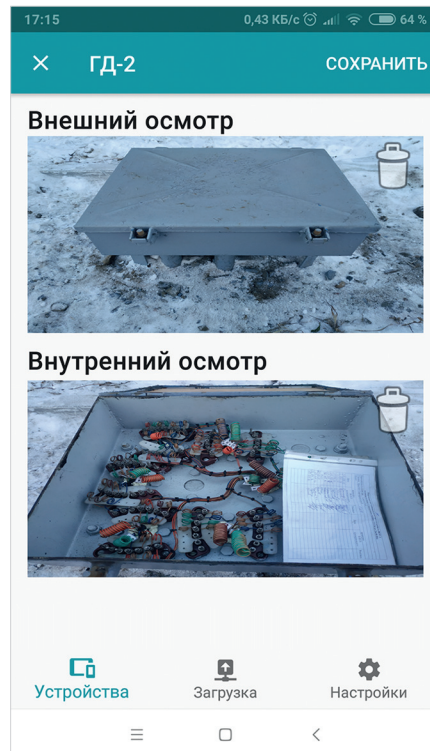 17:15
0,43 КБ/с
64 %
ГД-2
СОХРАНИТЬ
Внешний осмотр
Внутренний осмотр
Устройства
Загрузка
Настройки